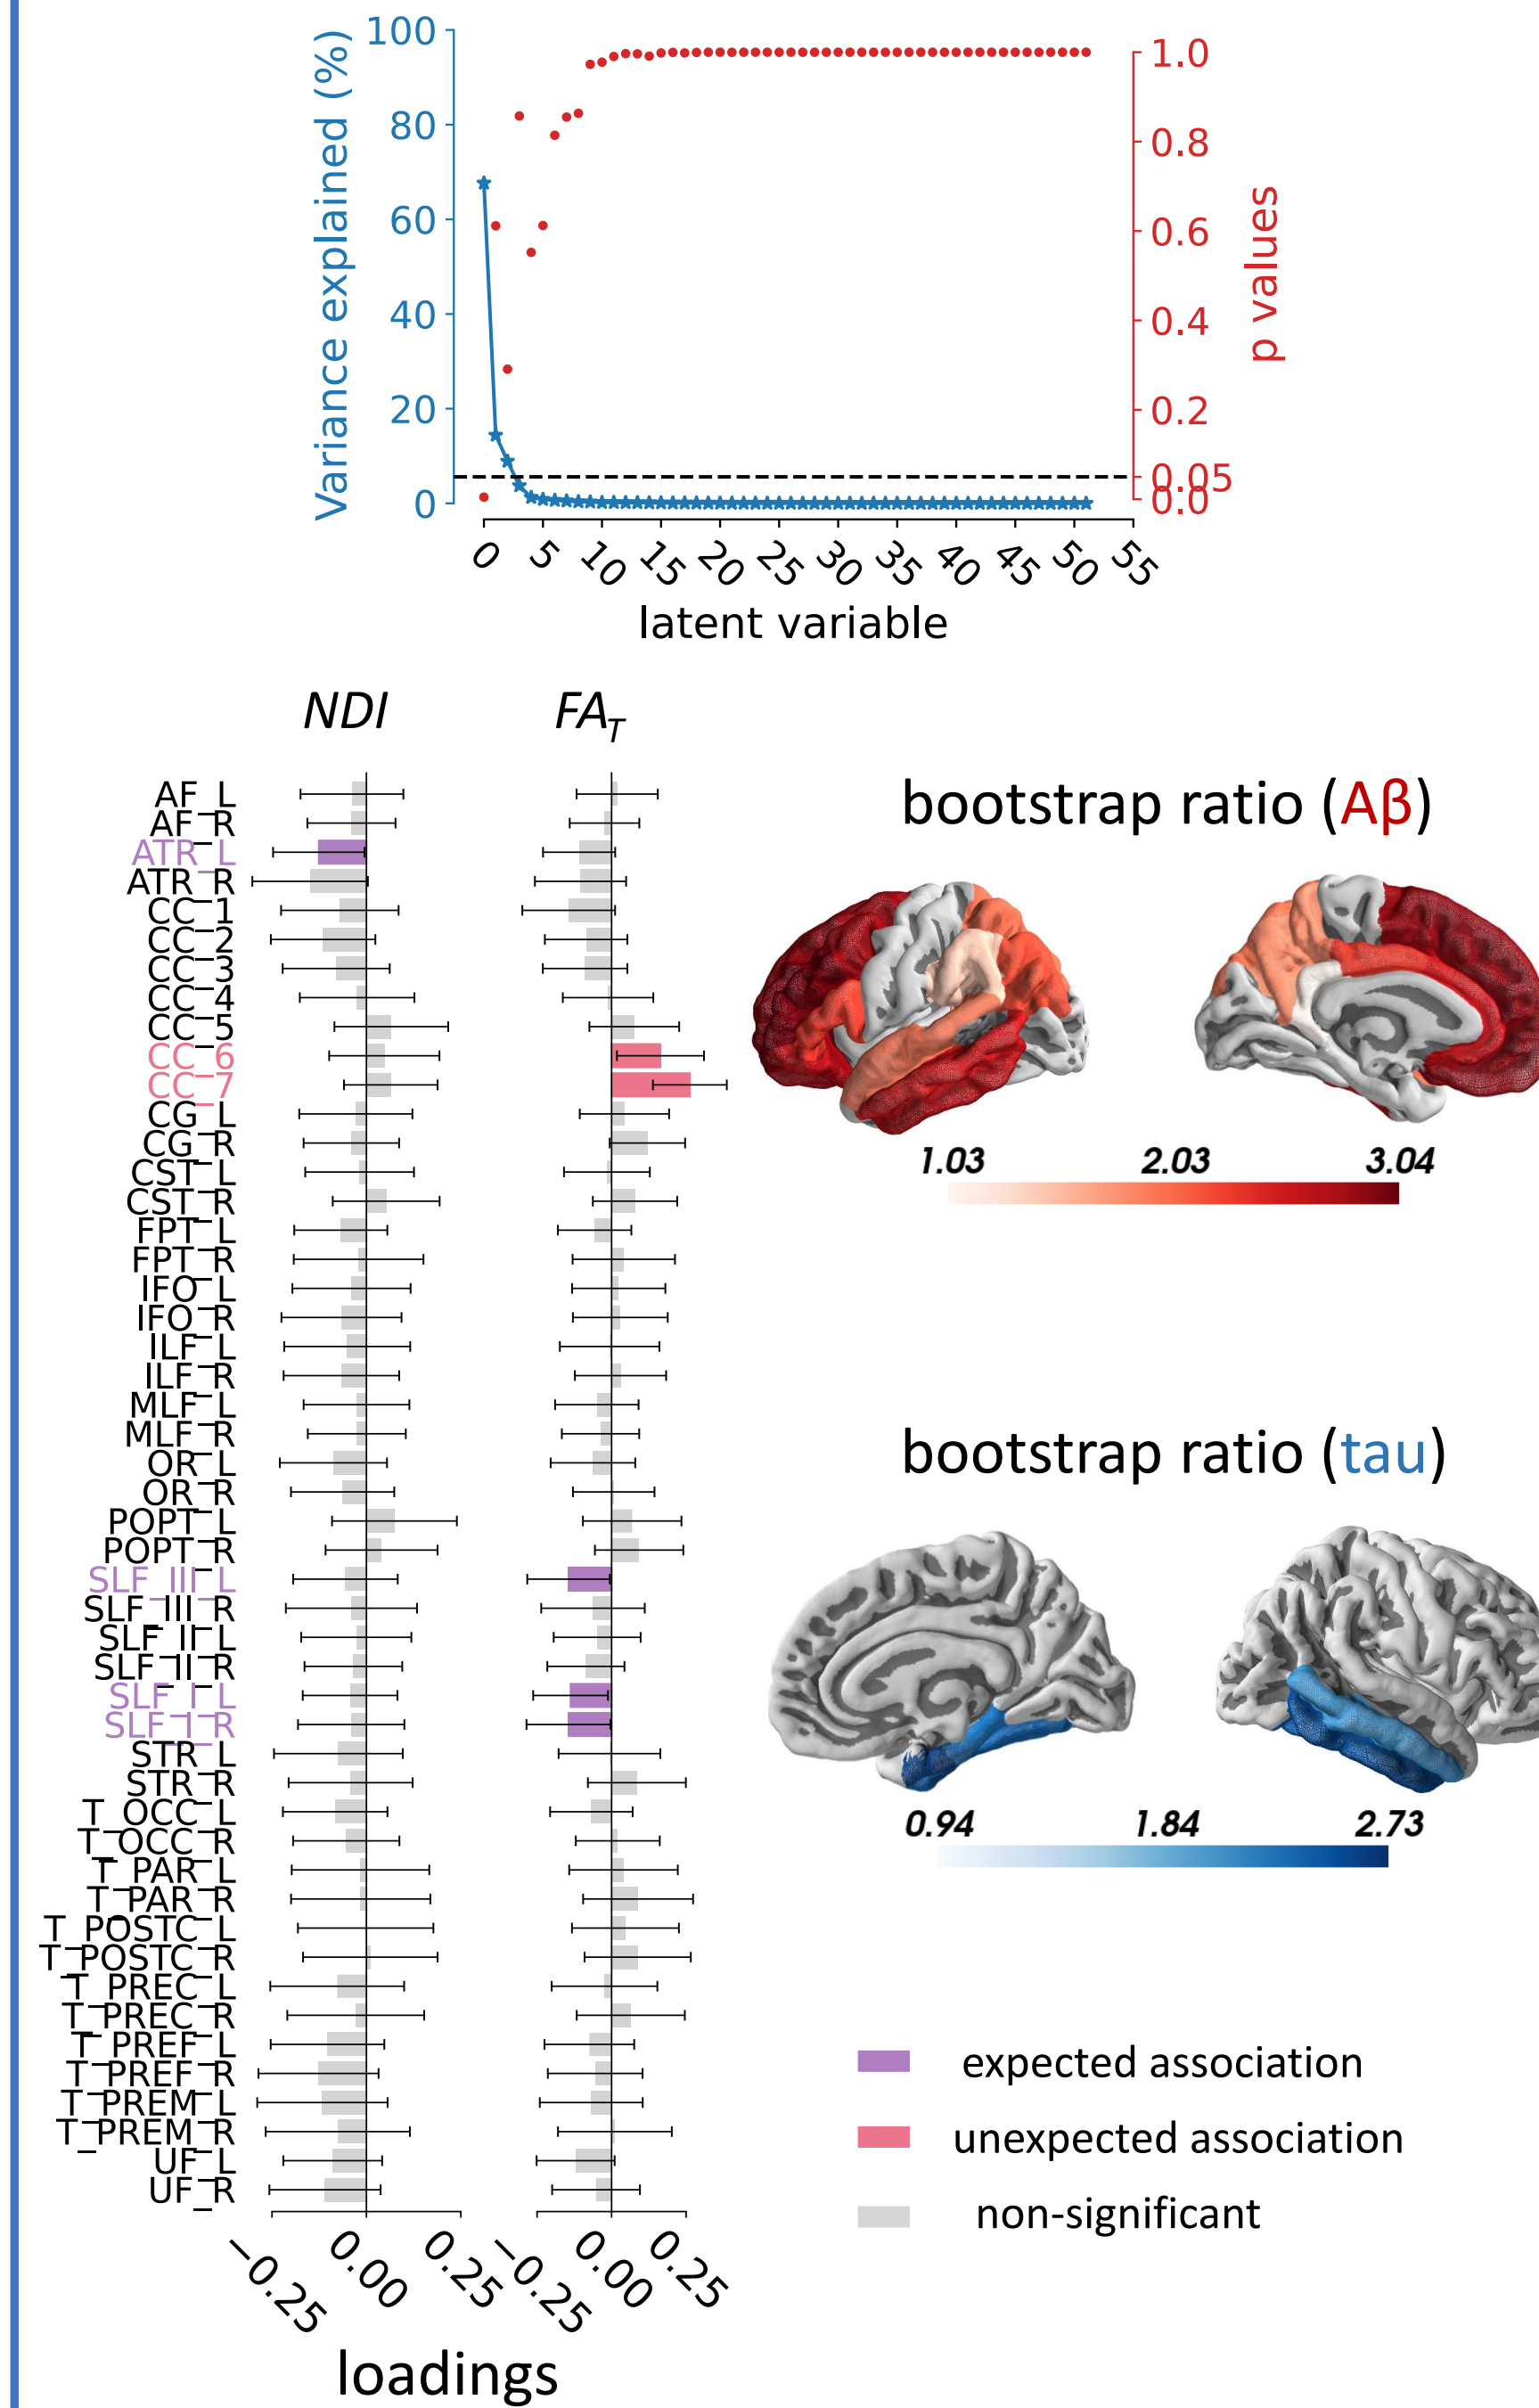 Variance explained (%)
100
80
60
40
20
0
1.0
0.8
0.6
0.4
0.2
0.05
0.0
p values
0 5 10 15 20 25 30 35 40 45 50 55
latent variable
NDI FA_T
AF_L
AF_R
ATR_L
ATR_R
CC_1
CC_2
CC_3
CC_4
CC_5
CC_6
CC_7
CG_L
CG_R
CST_L
CST_R
FPT_L
FPT_R
IFO_L
IFO_R
ILF_L
ILF_R
MLF_L
MLF_R
OR_L
OR_R
POPT_L
POPT_R
SLF_III_L
SLF_III_R
SLF_II_L
SLF_II_R
SLF_I_L
SLF_I_R
STR_L
STR_R
T_OCC_L
T_OCC_R
T_PAR_L
T_PAR_R
T_POSTC_L
T_POSTC_R
T_PREC_L
T_PREC_R
T_PREF_L
T_PREF_R
T_PREM_L
T_PREM_R
UF_L
UF_R
−0.25 0.00 0.25 −0.25 0.00 0.25
loadings
bootstrap ratio (Aβ)
1.03 2.03 3.04
bootstrap ratio (tau)
0.94 1.84 2.73
expected association
unexpected association
non-significant